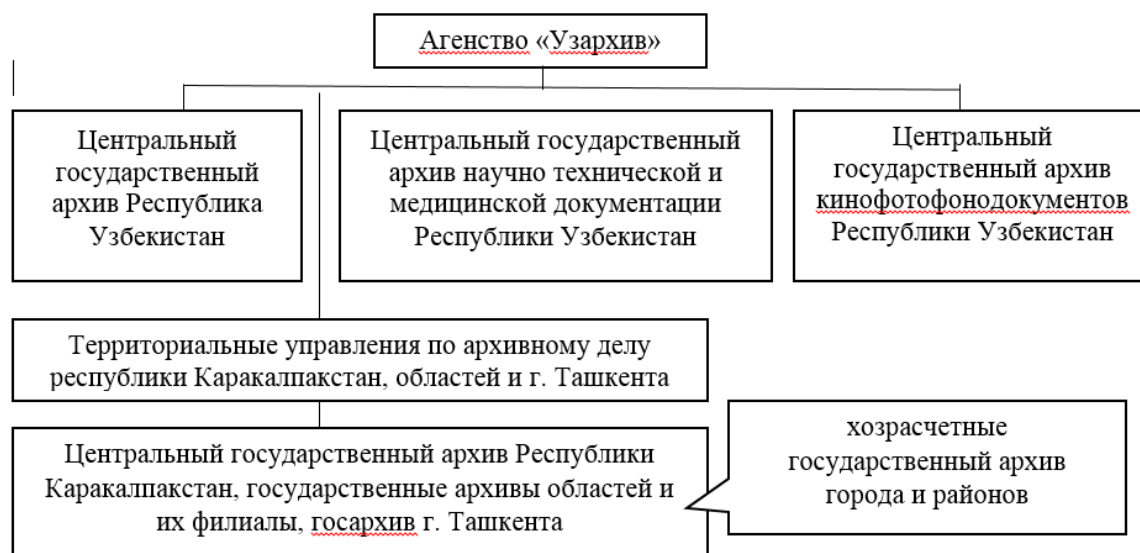 Агенство «Узархив»
Центральный
государственный
архив Республика
Узбекистан
Центральный государственный
архив научно технической и
медицинской документации
Республики Узбекистан
Центральный
государственный архив
кинофотофонодокументов
Республики Узбекистан
Территориальные управления по архивному делу
республики Каракалпакстан, областей и г. Ташкента
Центральный государственный архив Республики
Каракалпакстан, государственные архивы областей и
их филиалы, госархив г. Ташкента
хозрасчетные
государственный архив
города и районов